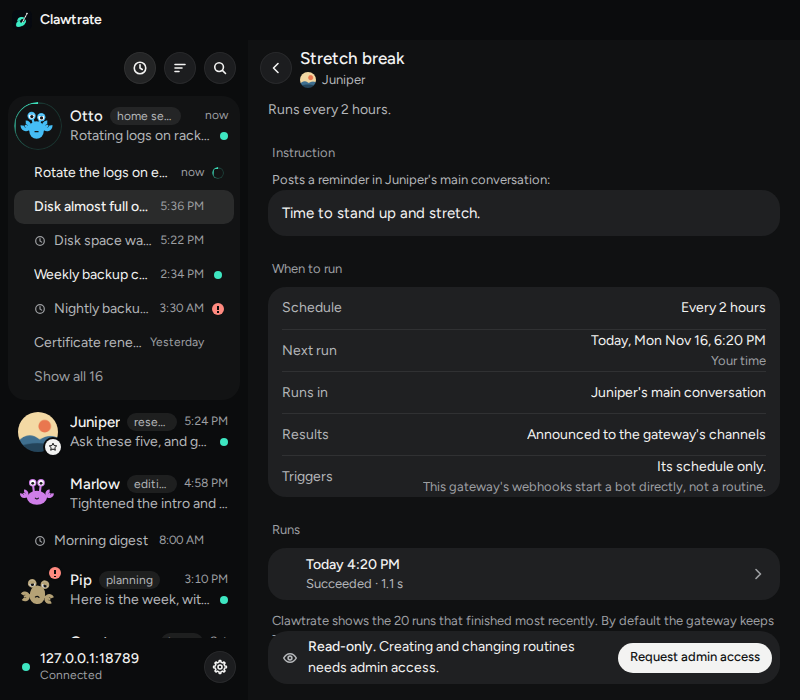 Clawtrate
Otto home se... now
Rotating logs on rack...
Rotate the logs on e... now
Disk almost full o... 5:36 PM
Disk space wa... 5:22 PM
Weekly backup c... 2:34 PM
Nightly backu... 3:30 AM
Certificate rene... Yesterday
Show all 16
Juniper rese... 5:24 PM
Ask these five, and g...
Marlow editi... 4:58 PM
Tightened the intro and ...
Morning digest 8:00 AM
Pip planning 3:10 PM
Here is the week, wit...
127.0.0.1:18789
Connected
Stretch break
Juniper
Runs every 2 hours.
Instruction
Posts a reminder in Juniper's main conversation:
Time to stand up and stretch.
When to run
Schedule Every 2 hours
Next run Today, Mon Nov 16, 6:20 PM
Your time
Runs in Juniper's main conversation
Results Announced to the gateway's channels
Triggers Its schedule only.
This gateway's webhooks start a bot directly, not a routine.
Runs
Today 4:20 PM
Succeeded · 1.1 s
Clawtrate shows the 20 runs that finished most recently. By default the gateway keeps
Read-only. Creating and changing routines
needs admin access.
Request admin access